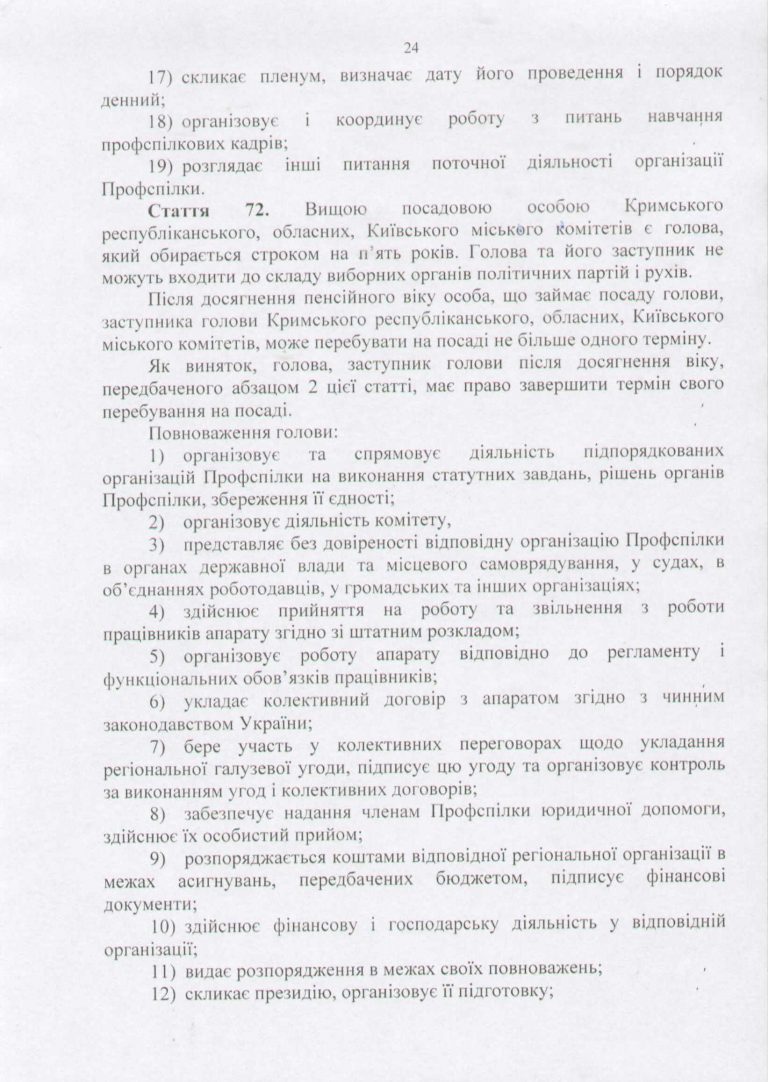 24
17) скликає пленум, визначає дату його проведення і порядок
денний;
18) організовує і координує роботу з питань навчання
профспілкових кадрів;
19) розглядає інші питання поточної діяльності організації
Профспілки.
Стаття 72. Вищою посадовою особою Кримського
республіканського, обласних, Київського міського комітетів є голова,
який обирається строком на п’ять років. Голова та його заступник не
можуть входити до складу виборних органів політичних партій і рухів.
Після досягнення пенсійного віку особа, що займає посаду голови,
заступника голови Кримського республіканського, обласних, Київського
міського комітетів, може перебувати на посаді не більше одного терміну.
Як виняток, голова, заступник голови після досягнення віку,
передбаченого абзацом 2 цієї статті, має право завершити термін свого
перебування на посаді.
Повноваження голови:
1) організовує та спрямовує діяльність підпорядкованих
організацій Профспілки на виконання статутних завдань, рішень органів
Профспілки, збереження її єдності;
2) організовує діяльність комітету,
3) представляє без довіреності відповідну організацію Профспілки
в органах державної влади та місцевого самоврядування, у судах, в
об’єднаннях роботодавців, у громадських та інших організаціях;
4) здійснює прийняття на роботу та звільнення з роботи
працівників апарату згідно зі штатним розкладом;
5) організовує роботу апарату відповідно до регламенту і
функціональних обов’язків працівників;
6) укладає колективний договір з апаратом згідно з чинним
законодавством України;
7) бере участь у колективних переговорах щодо укладання
регіональної галузевої угоди, підписує цю угоду та організовує контроль
за виконанням угод і колективних договорів;
8) забезпечує надання членам Профспілки юридичної допомоги,
здійснює їх особистий прийом;
9) розпоряджається коштами відповідної регіональної організації в
межах асигнувань, передбачених бюджетом, підписує фінансові
документи;
10) здійснює фінансову і господарську діяльність у відповідній
організації;
11) видає розпорядження в межах своїх повноважень;
12) скликає президію, організовує її підготовку;